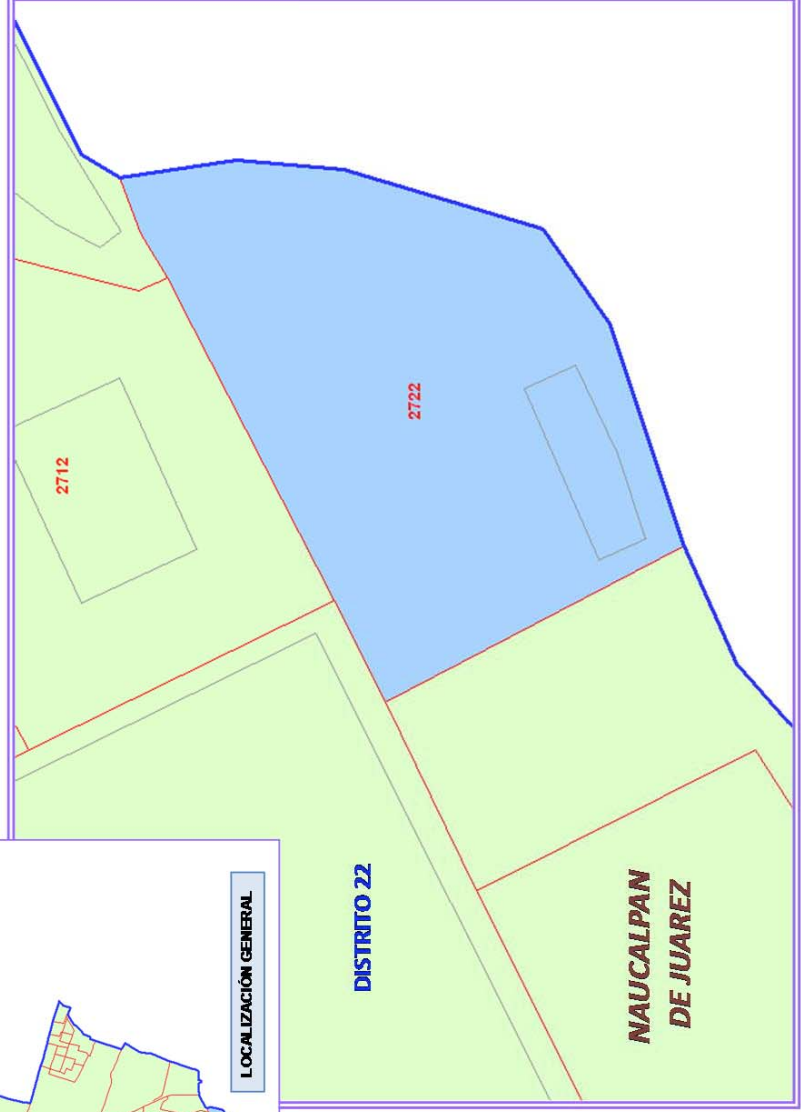 LOCALIZACIÓN GENERAL
DISTRITO 22
2712
2722
NAUCALPAN
DE JUAREZ